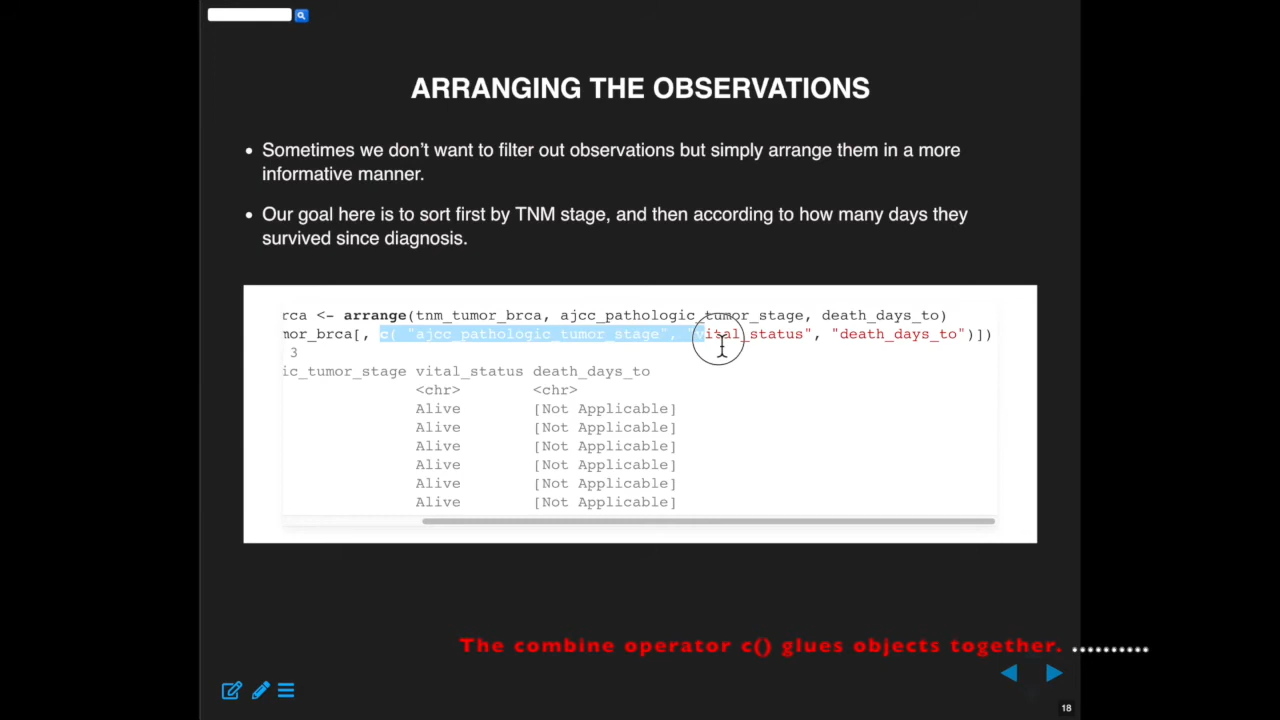 ARRANGING THE OBSERVATIONS
• Sometimes we don't want to filter out observations but simply arrange them in a more
informative manner.
• Our goal here is to sort first by TNM stage, and then according to how many days they
survived since diagnosis.
rca <- arrange(tnm_tumor_brca, ajcc_pathologic_tumor_stage, death_days_to)
mor_brca[, c( "ajcc_pathologic_tumor_stage", "vital_status", "death_days_to")])
3
ic_tumor_stage vital_status death_days_to
<chr> <chr>
Alive [Not Applicable]
Alive [Not Applicable]
Alive [Not Applicable]
Alive [Not Applicable]
Alive [Not Applicable]
Alive [Not Applicable]
The combine operator c() glues objects together. ..........
18